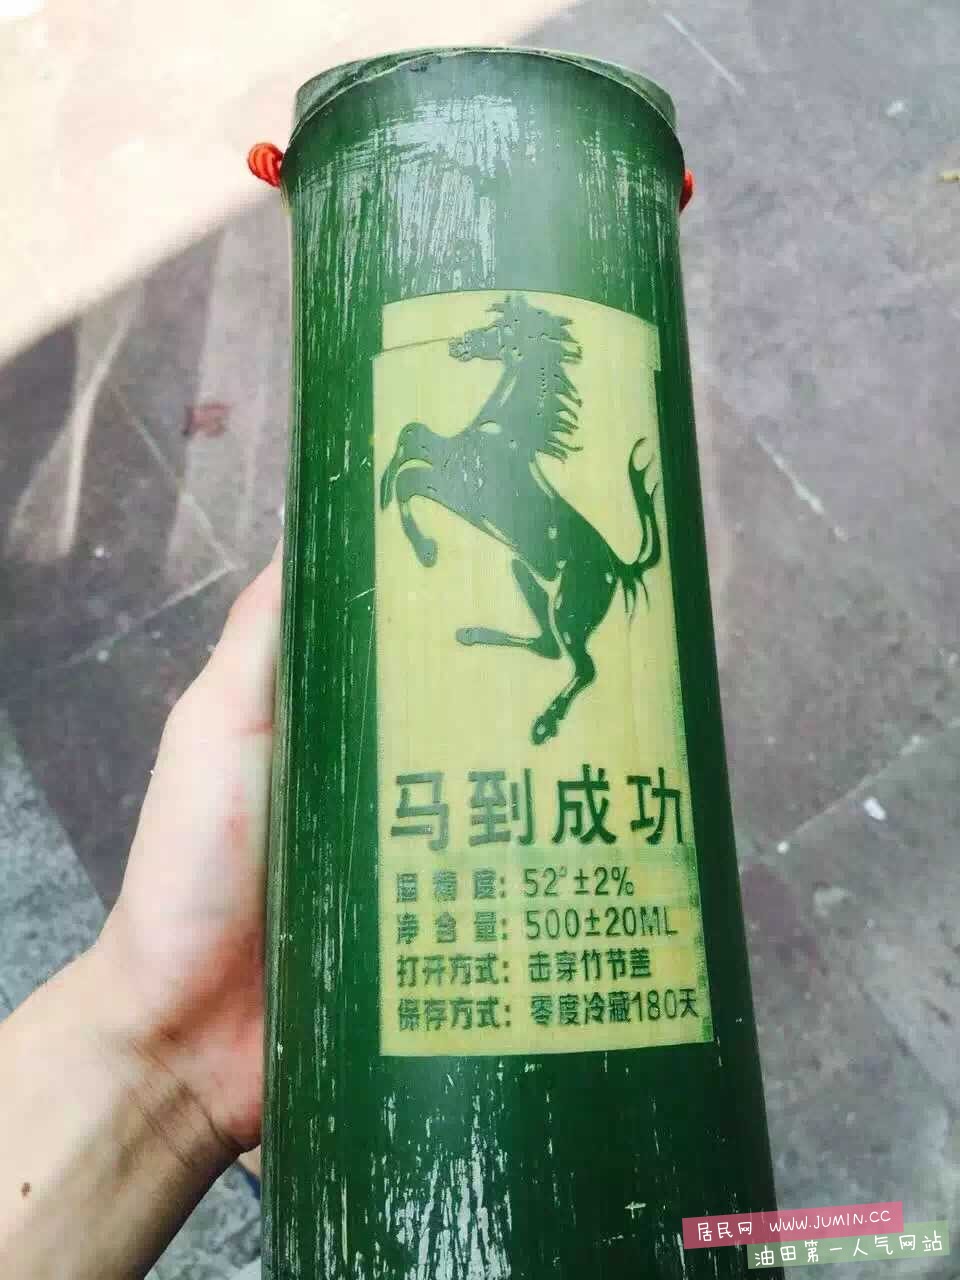 马到成功
酒精度：52°±2%
净含量：500±20ML
打开方式：击穿竹节盖
保存方式：零度冷藏180天
居民网 www.JUMIN.CC
油田第一人气网站